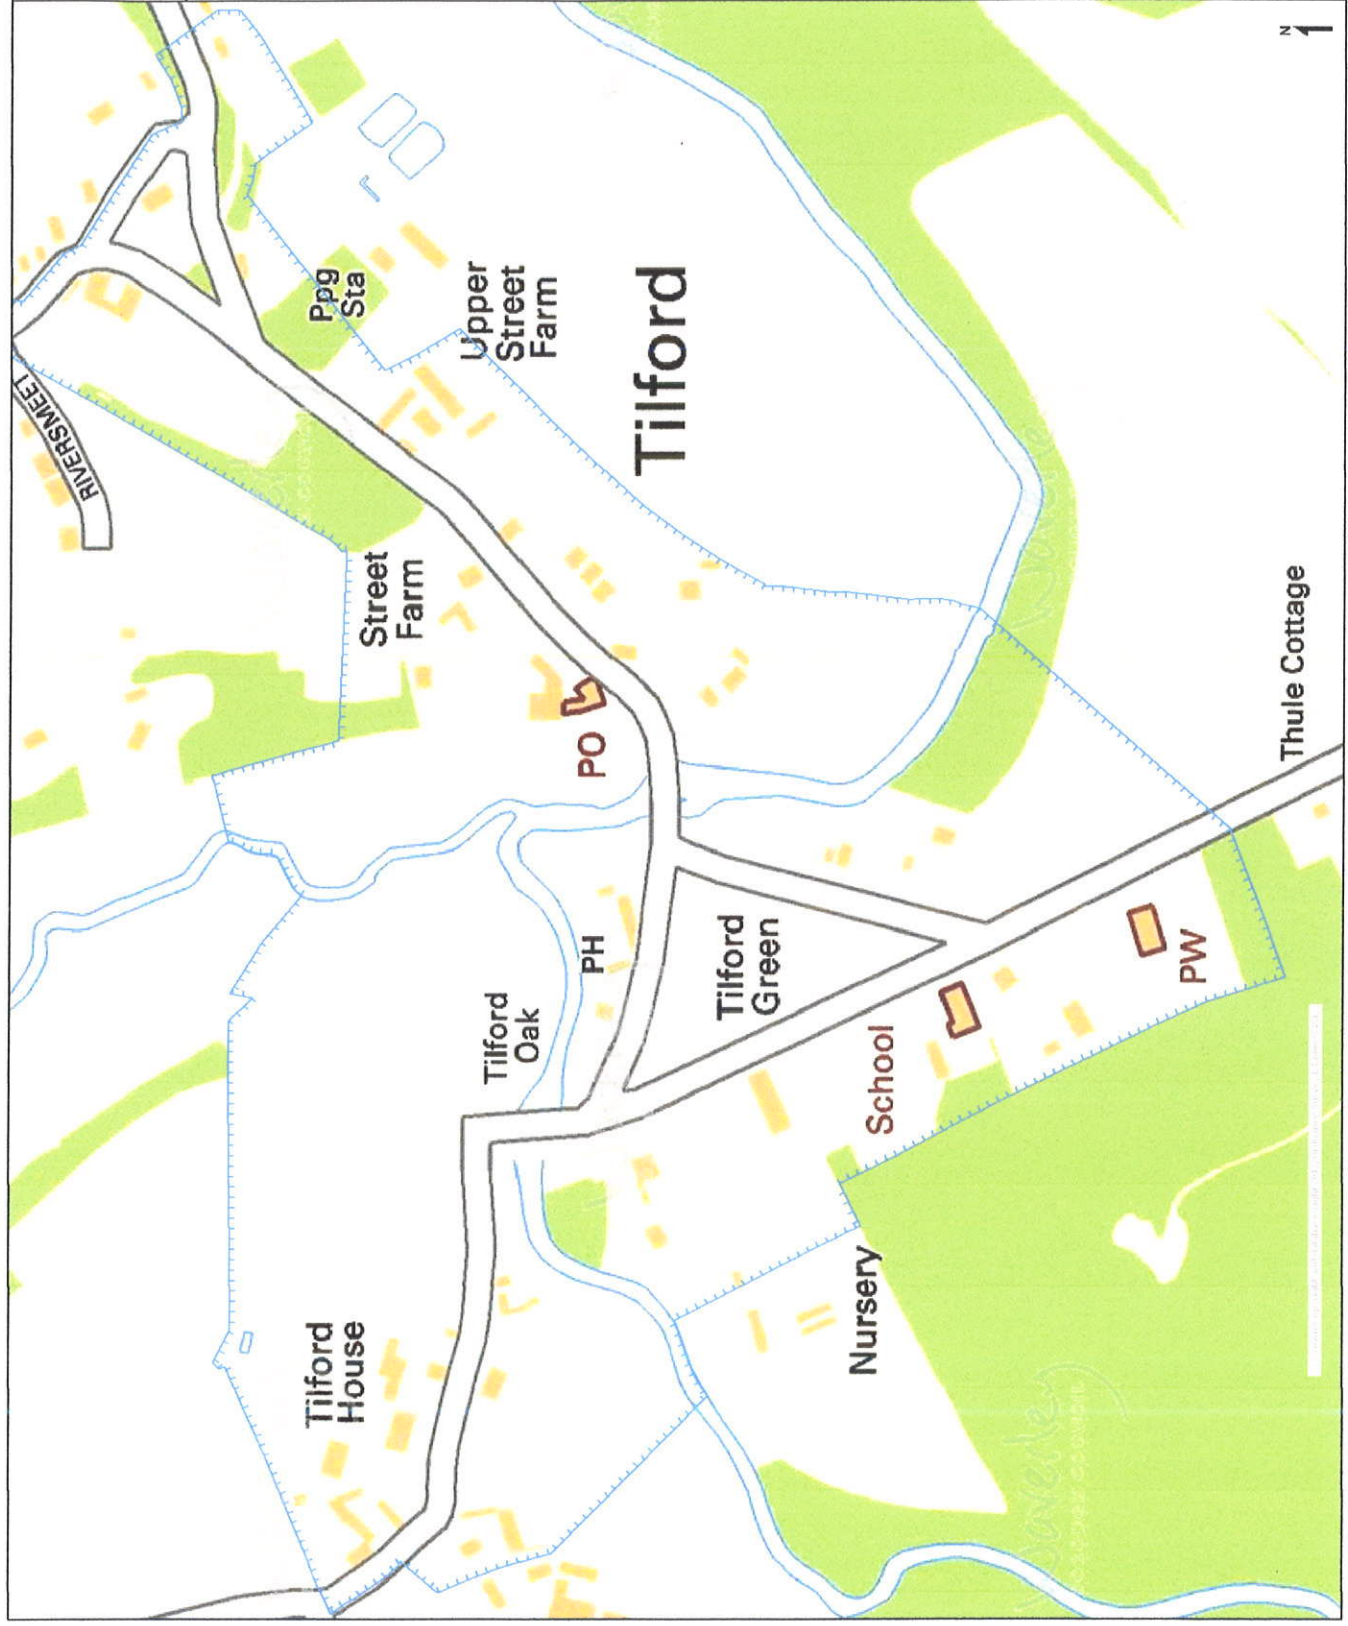 N
RIVERSMEET
Ppg
Sta
Upper
Street
Farm
Tilford
Street
Farm
PO
Thule Cottage
PH
Tilford
Oak
Tilford
Green
PW
School
Tilford
House
Nursery
Waverley